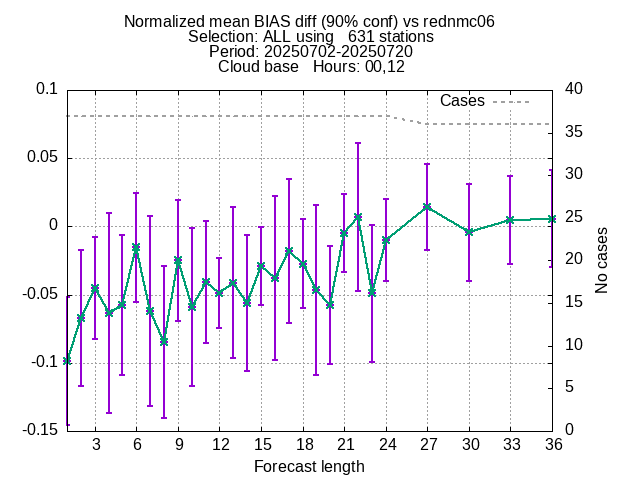 Normalized mean BIAS diff (90% conf) vs rednmc06
Selection: ALL using   631 stations
Period: 20250702-20250720
Cloud base   Hours: 00,12
0.1
0.05
0
-0.05
-0.1
-0.15
40
35
30
25
20
15
10
5
0
Cases
No cases
3 6 9 12 15 18 21 24 27 30 33 36
Forecast length